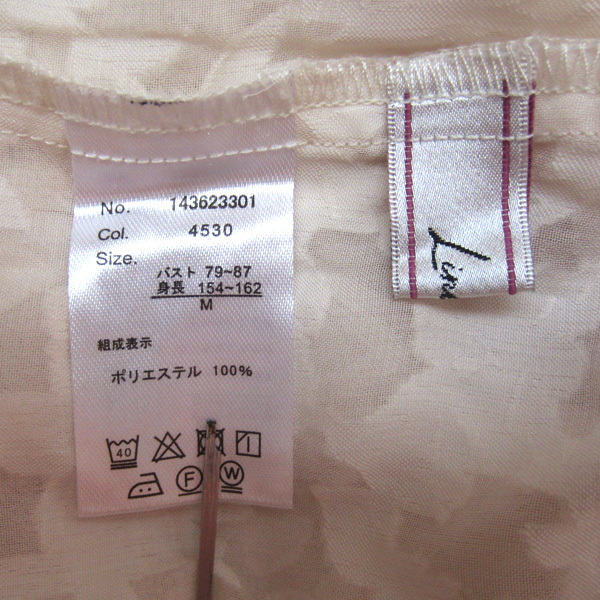 No. 143623301
Col. 4530
Size.
バスト 79~87
身長 154~162
M
組成表示
ポリエステル 100%
40
F W